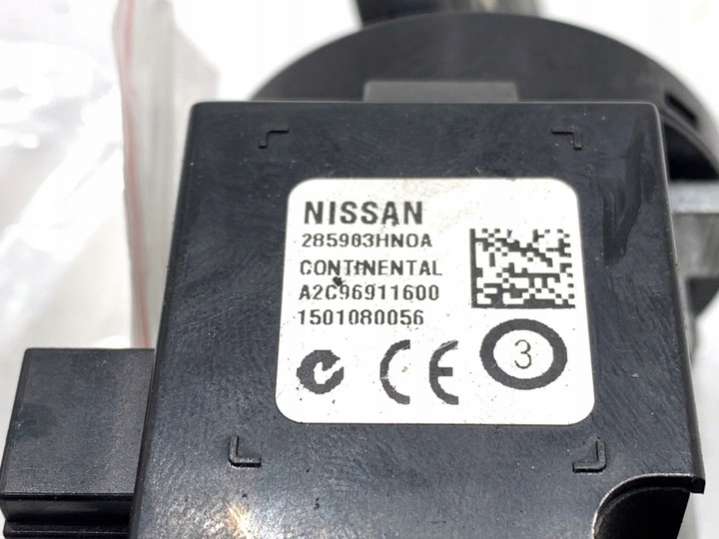 NISSAN
285903HN0A
CONTINENTAL
A2C96911600
1501080056
CE
3